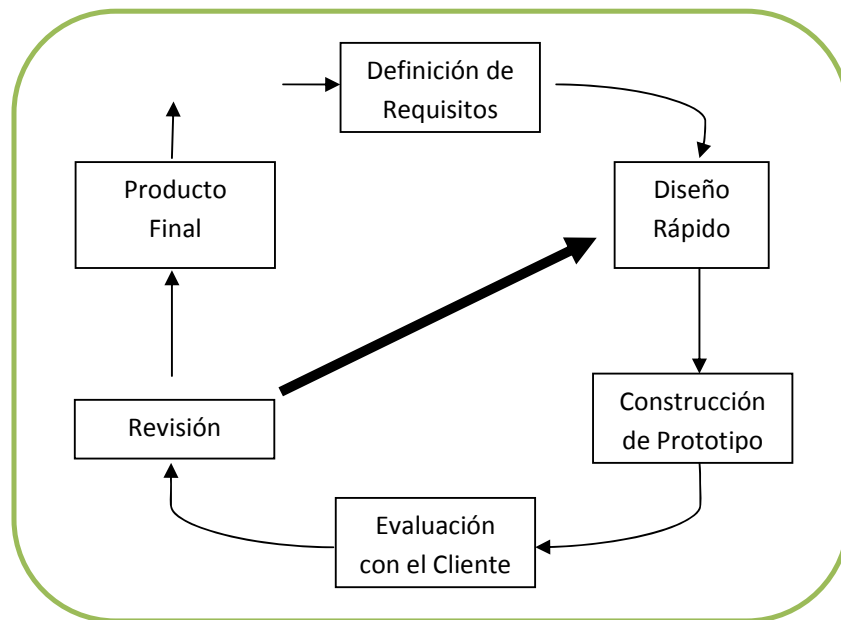 Definición de
Requisitos
Diseño
Rápido
Construcción
de Prototipo
Evaluación
con el Cliente
Revisión
Producto
Final